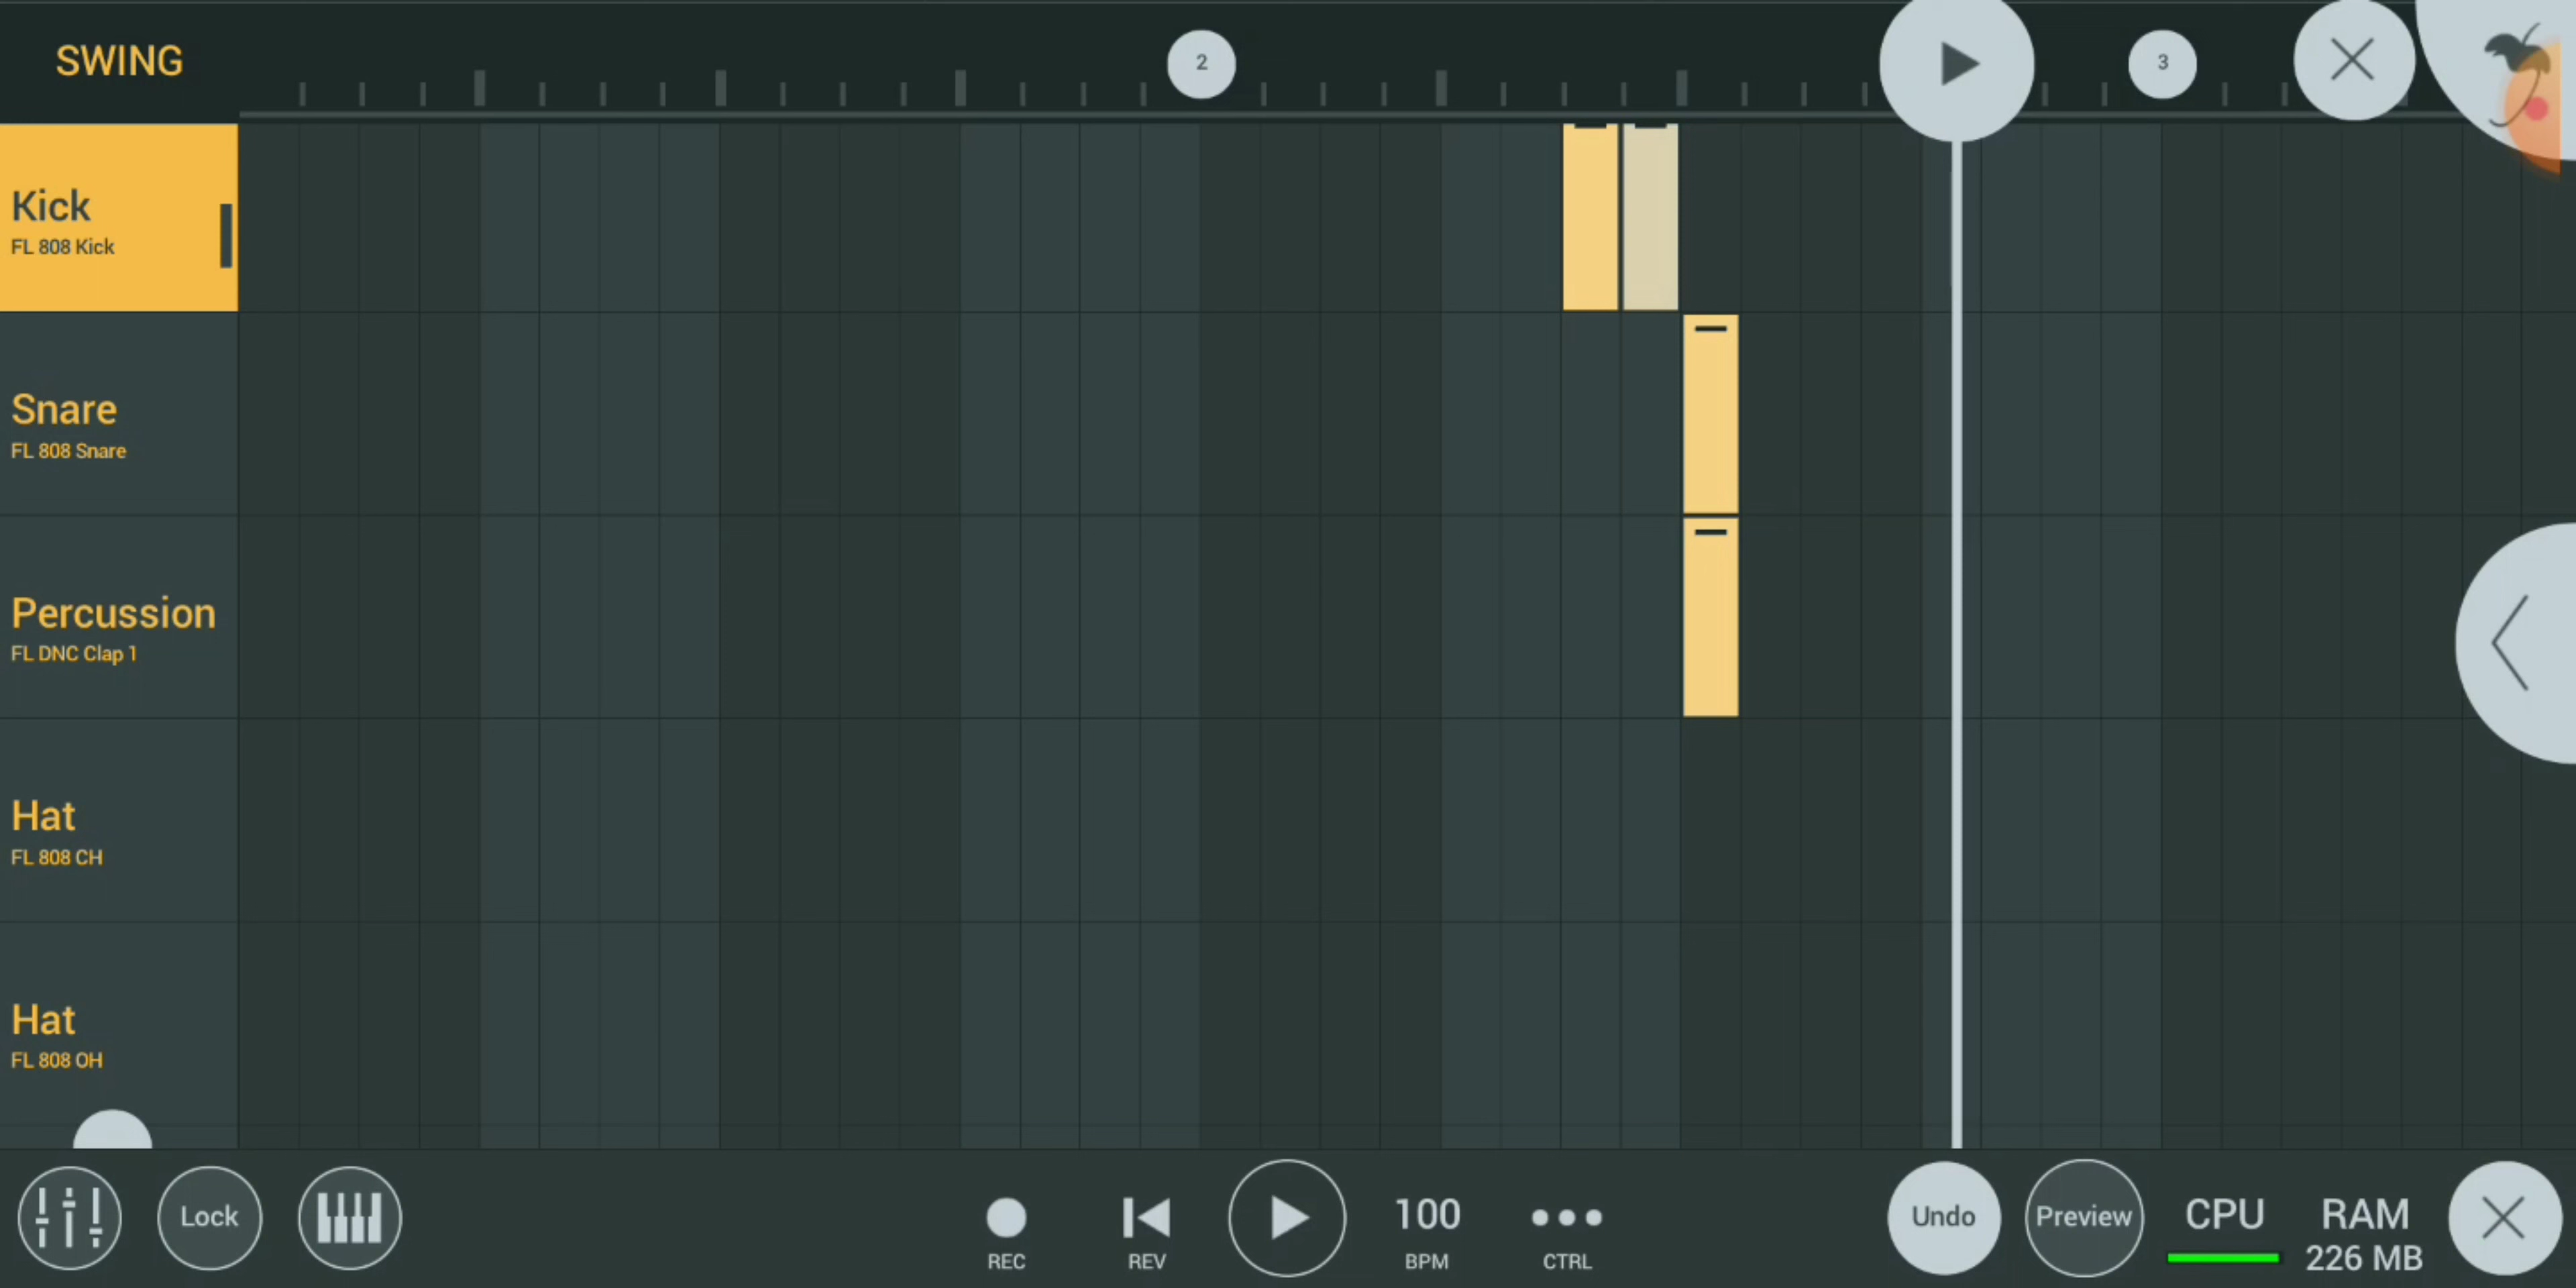 SWING
2
3
Kick
FL 808 Kick
Snare
FL 808 Snare
Percussion
FL DNC Clap 1
Hat
FL 808 CH
Hat
FL 808 OH
Lock
REC
REV
100
BPM
CTRL
Undo
Preview
CPU
RAM
226 MB